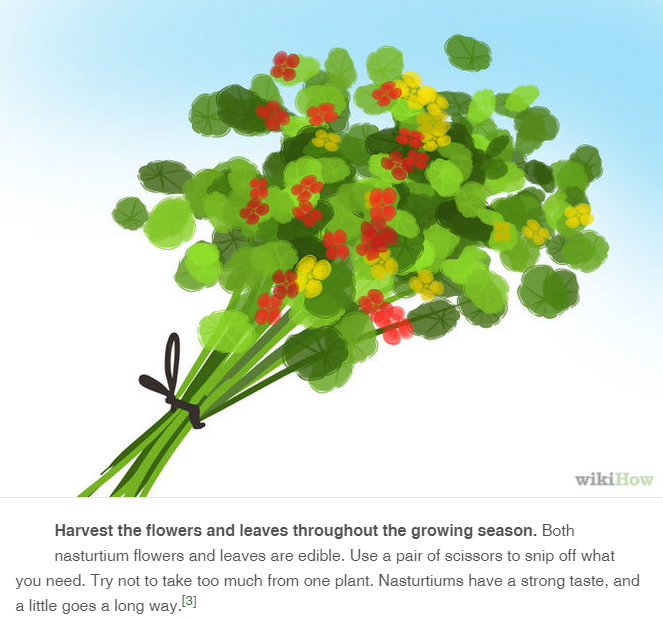 wikiHow
Harvest the flowers and leaves throughout the growing season. Both
nasturtium flowers and leaves are edible. Use a pair of scissors to snip off what
you need. Try not to take too much from one plant. Nasturtiums have a strong taste, and
a little goes a long way.[3]